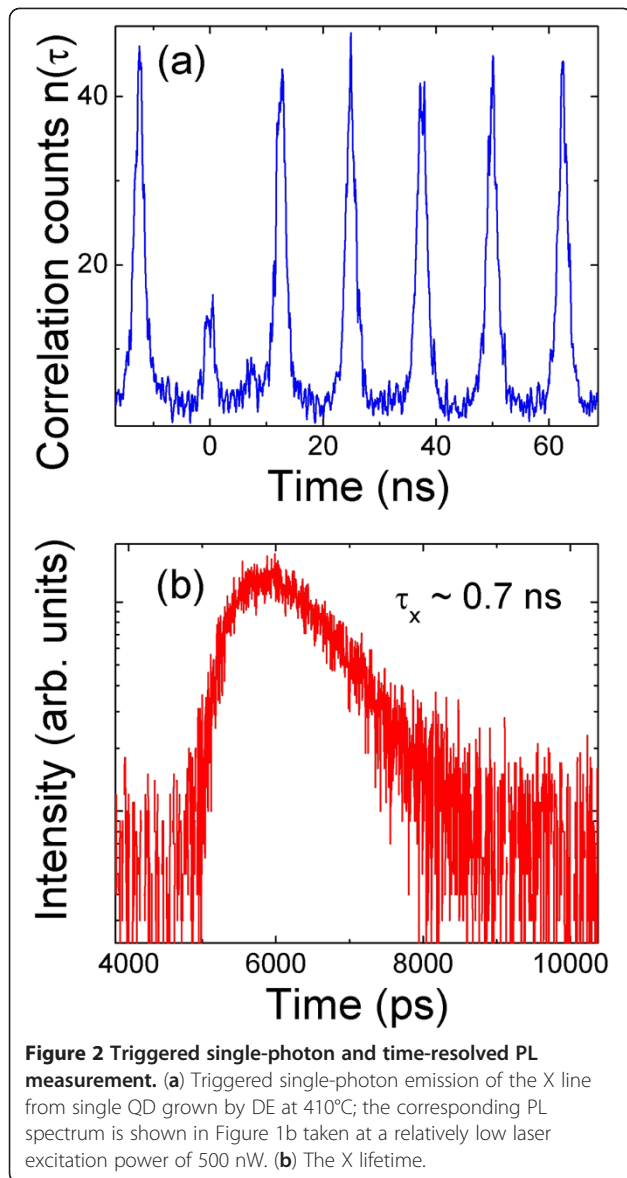 (a)
Correlation counts n(τ)
40
20
0 20 40 60
Time (ns)
(b)
τx ~ 0.7 ns
Intensity (arb. units)
4000 6000 8000 10000
Time (ps)
Figure 2 Triggered single-photon and time-resolved PL
measurement. (a) Triggered single-photon emission of the X line
from single QD grown by DE at 410°C; the corresponding PL
spectrum is shown in Figure 1b taken at a relatively low laser
excitation power of 500 nW. (b) The X lifetime.